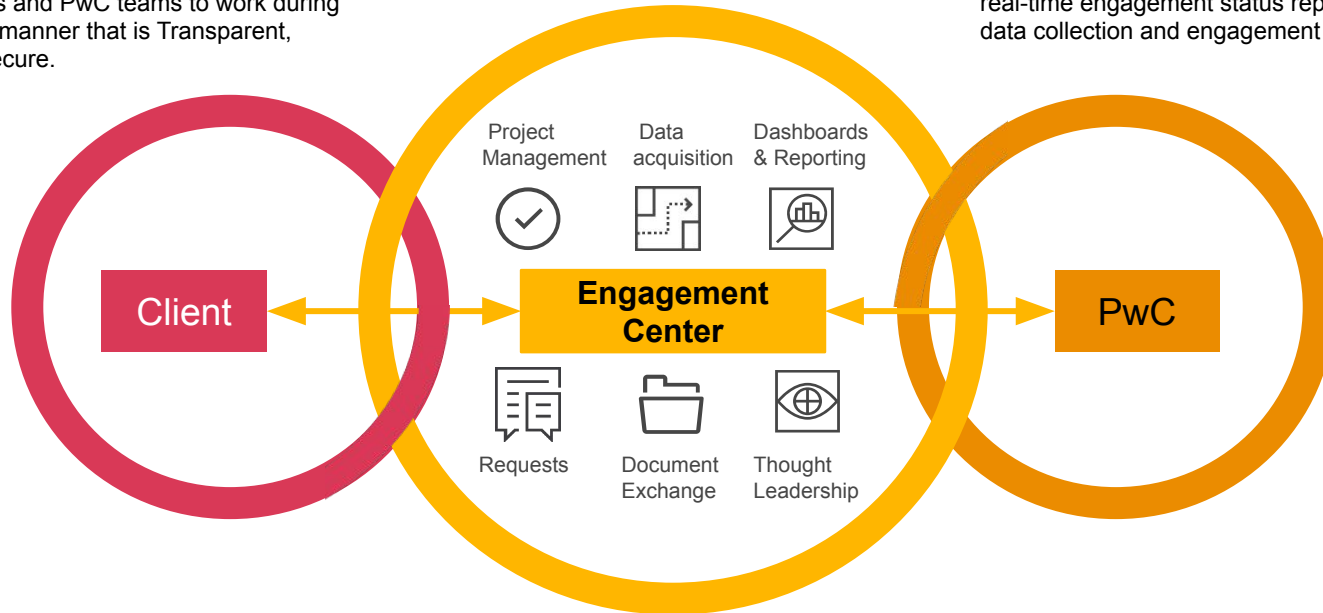 s and PwC teams to work during
manner that is Transparent,
ecure.
real-time engagement status rep
data collection and engagement
Project
Management
Data
acquisition
Dashboards
& Reporting
Client
Engagement
Center
PwC
Requests
Document
Exchange
Thought
Leadership